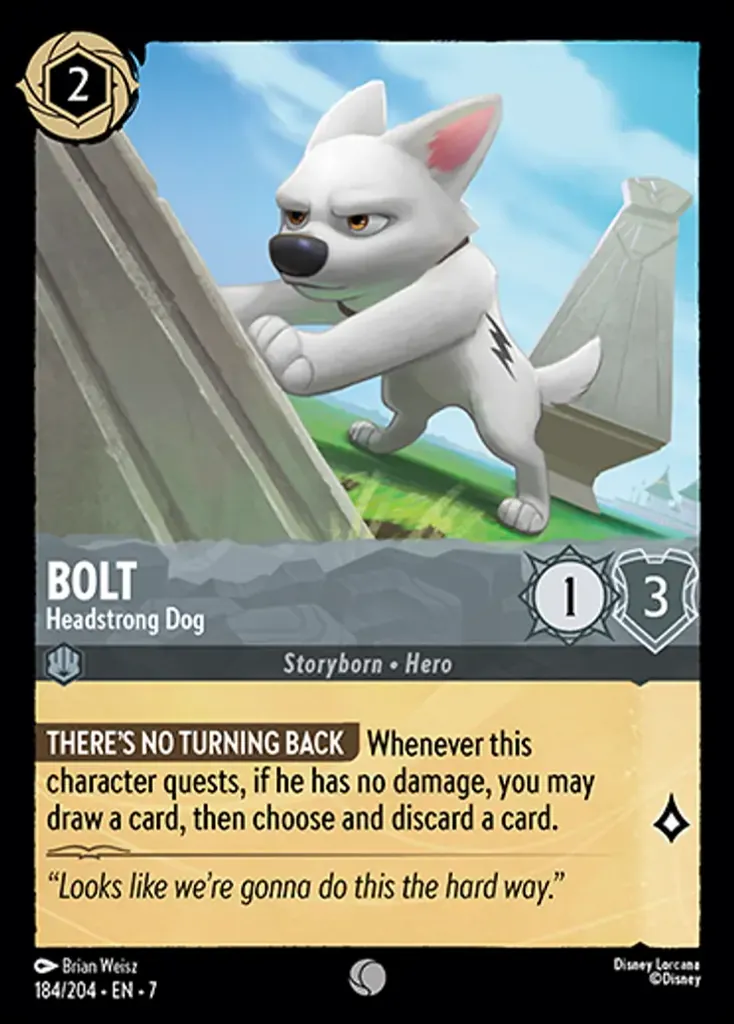 2
BOLT
Headstrong Dog
1
3
Storyborn • Hero
THERE'S NO TURNING BACK Whenever this
character quests, if he has no damage, you may
draw a card, then choose and discard a card.
“Looks like we're gonna do this the hard way.”
Brian Weisz
184/204 • EN • 7
Disney Lorcana
©Disney